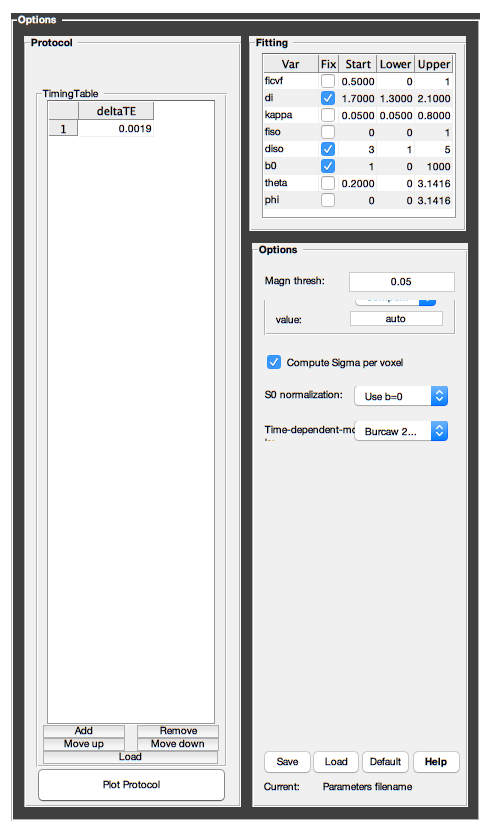 Options
Protocol
TimingTable
deltaTE
1 0.0019
Add Remove
Move up Move down
Load
Plot Protocol
Fitting
Var Fix Start Lower Upper
ficvf 0.5000 0 1
di 1.7000 1.3000 2.1000
kappa 0.0500 0.0500 0.8000
fiso 0 0 1
diso 3 1 5
b0 1 0 1000
theta 0.2000 0 3.1416
phi 0 0 3.1416
Options
Magn thresh: 0.05
value: auto
Compute Sigma per voxel
S0 normalization: Use b=0
Time-dependent-mo Burcaw 2...
Save Load Default Help
Current: Parameters filename